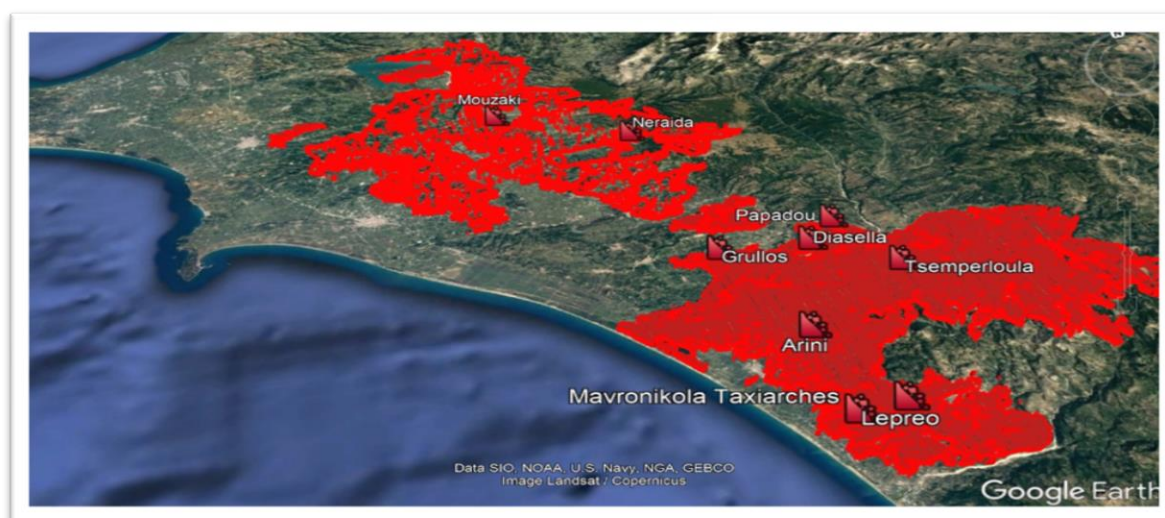 Mouzaki
Neraida
Papadou
Diasella
Grullos
Tsemperloula
Arini
Mavronikola Taxiarches
Lepreo
Data SIO, NOAA, U.S. Navy, NGA, GEBCO
Image Landsat / Copernicus
Google Earth